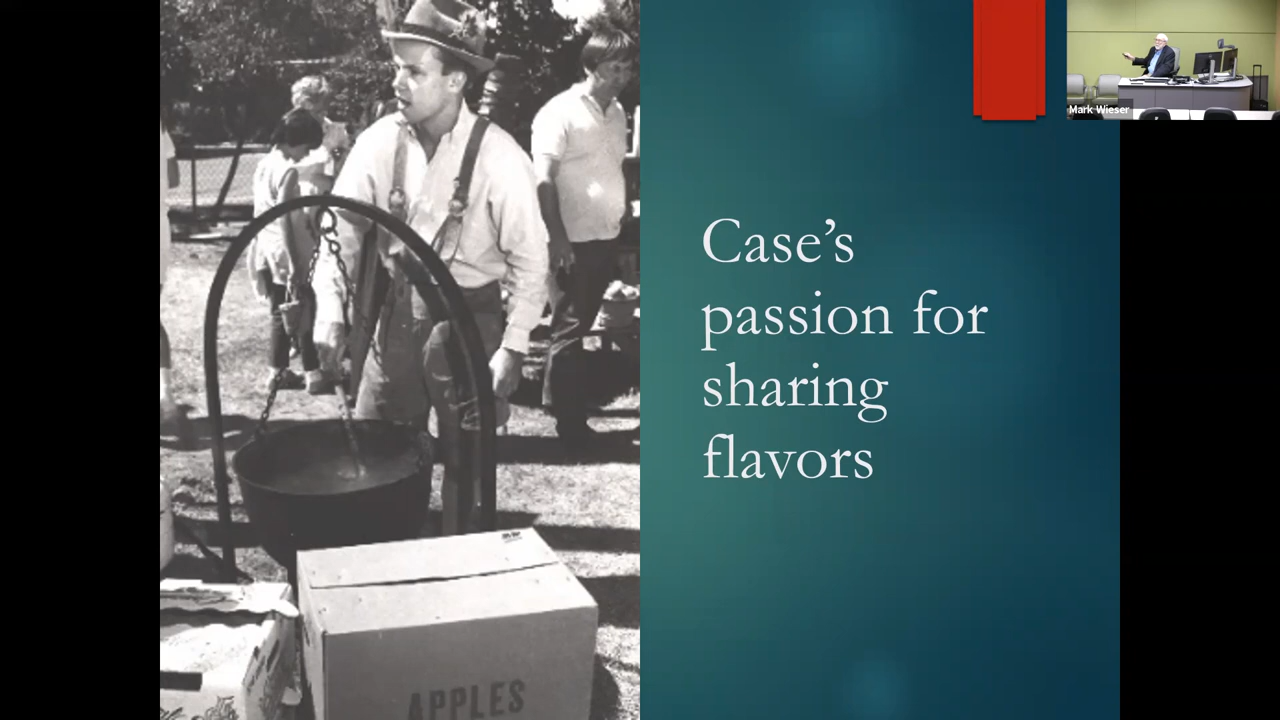 Mark Wieser
Case’s
passion for
sharing
flavors
APPLES